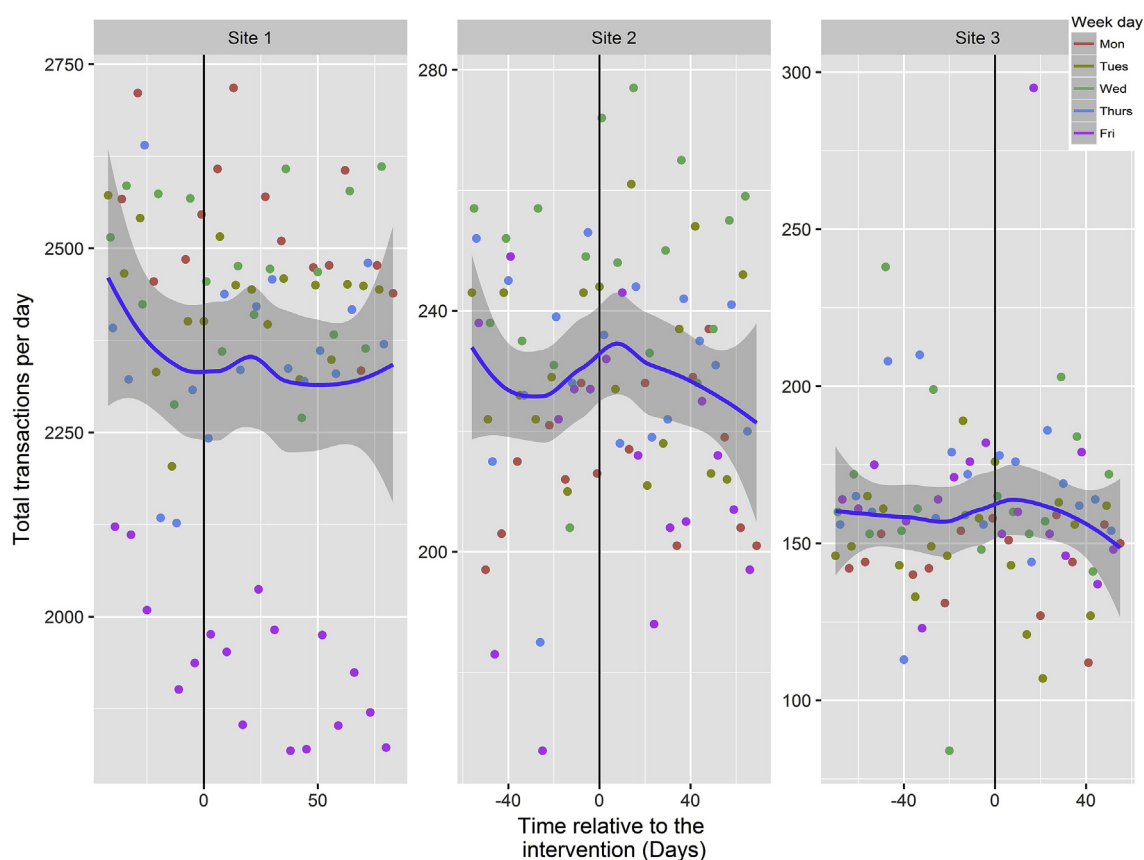 Week day
Mon
Tues
Wed
Thurs
Fri
Site 1
Site 2
Site 3
Total transactions per day
2750
2500
2250
2000
280
240
200
300
250
200
150
100
0
50
-40
0
40
-40
0
40
Time relative to the
intervention (Days)